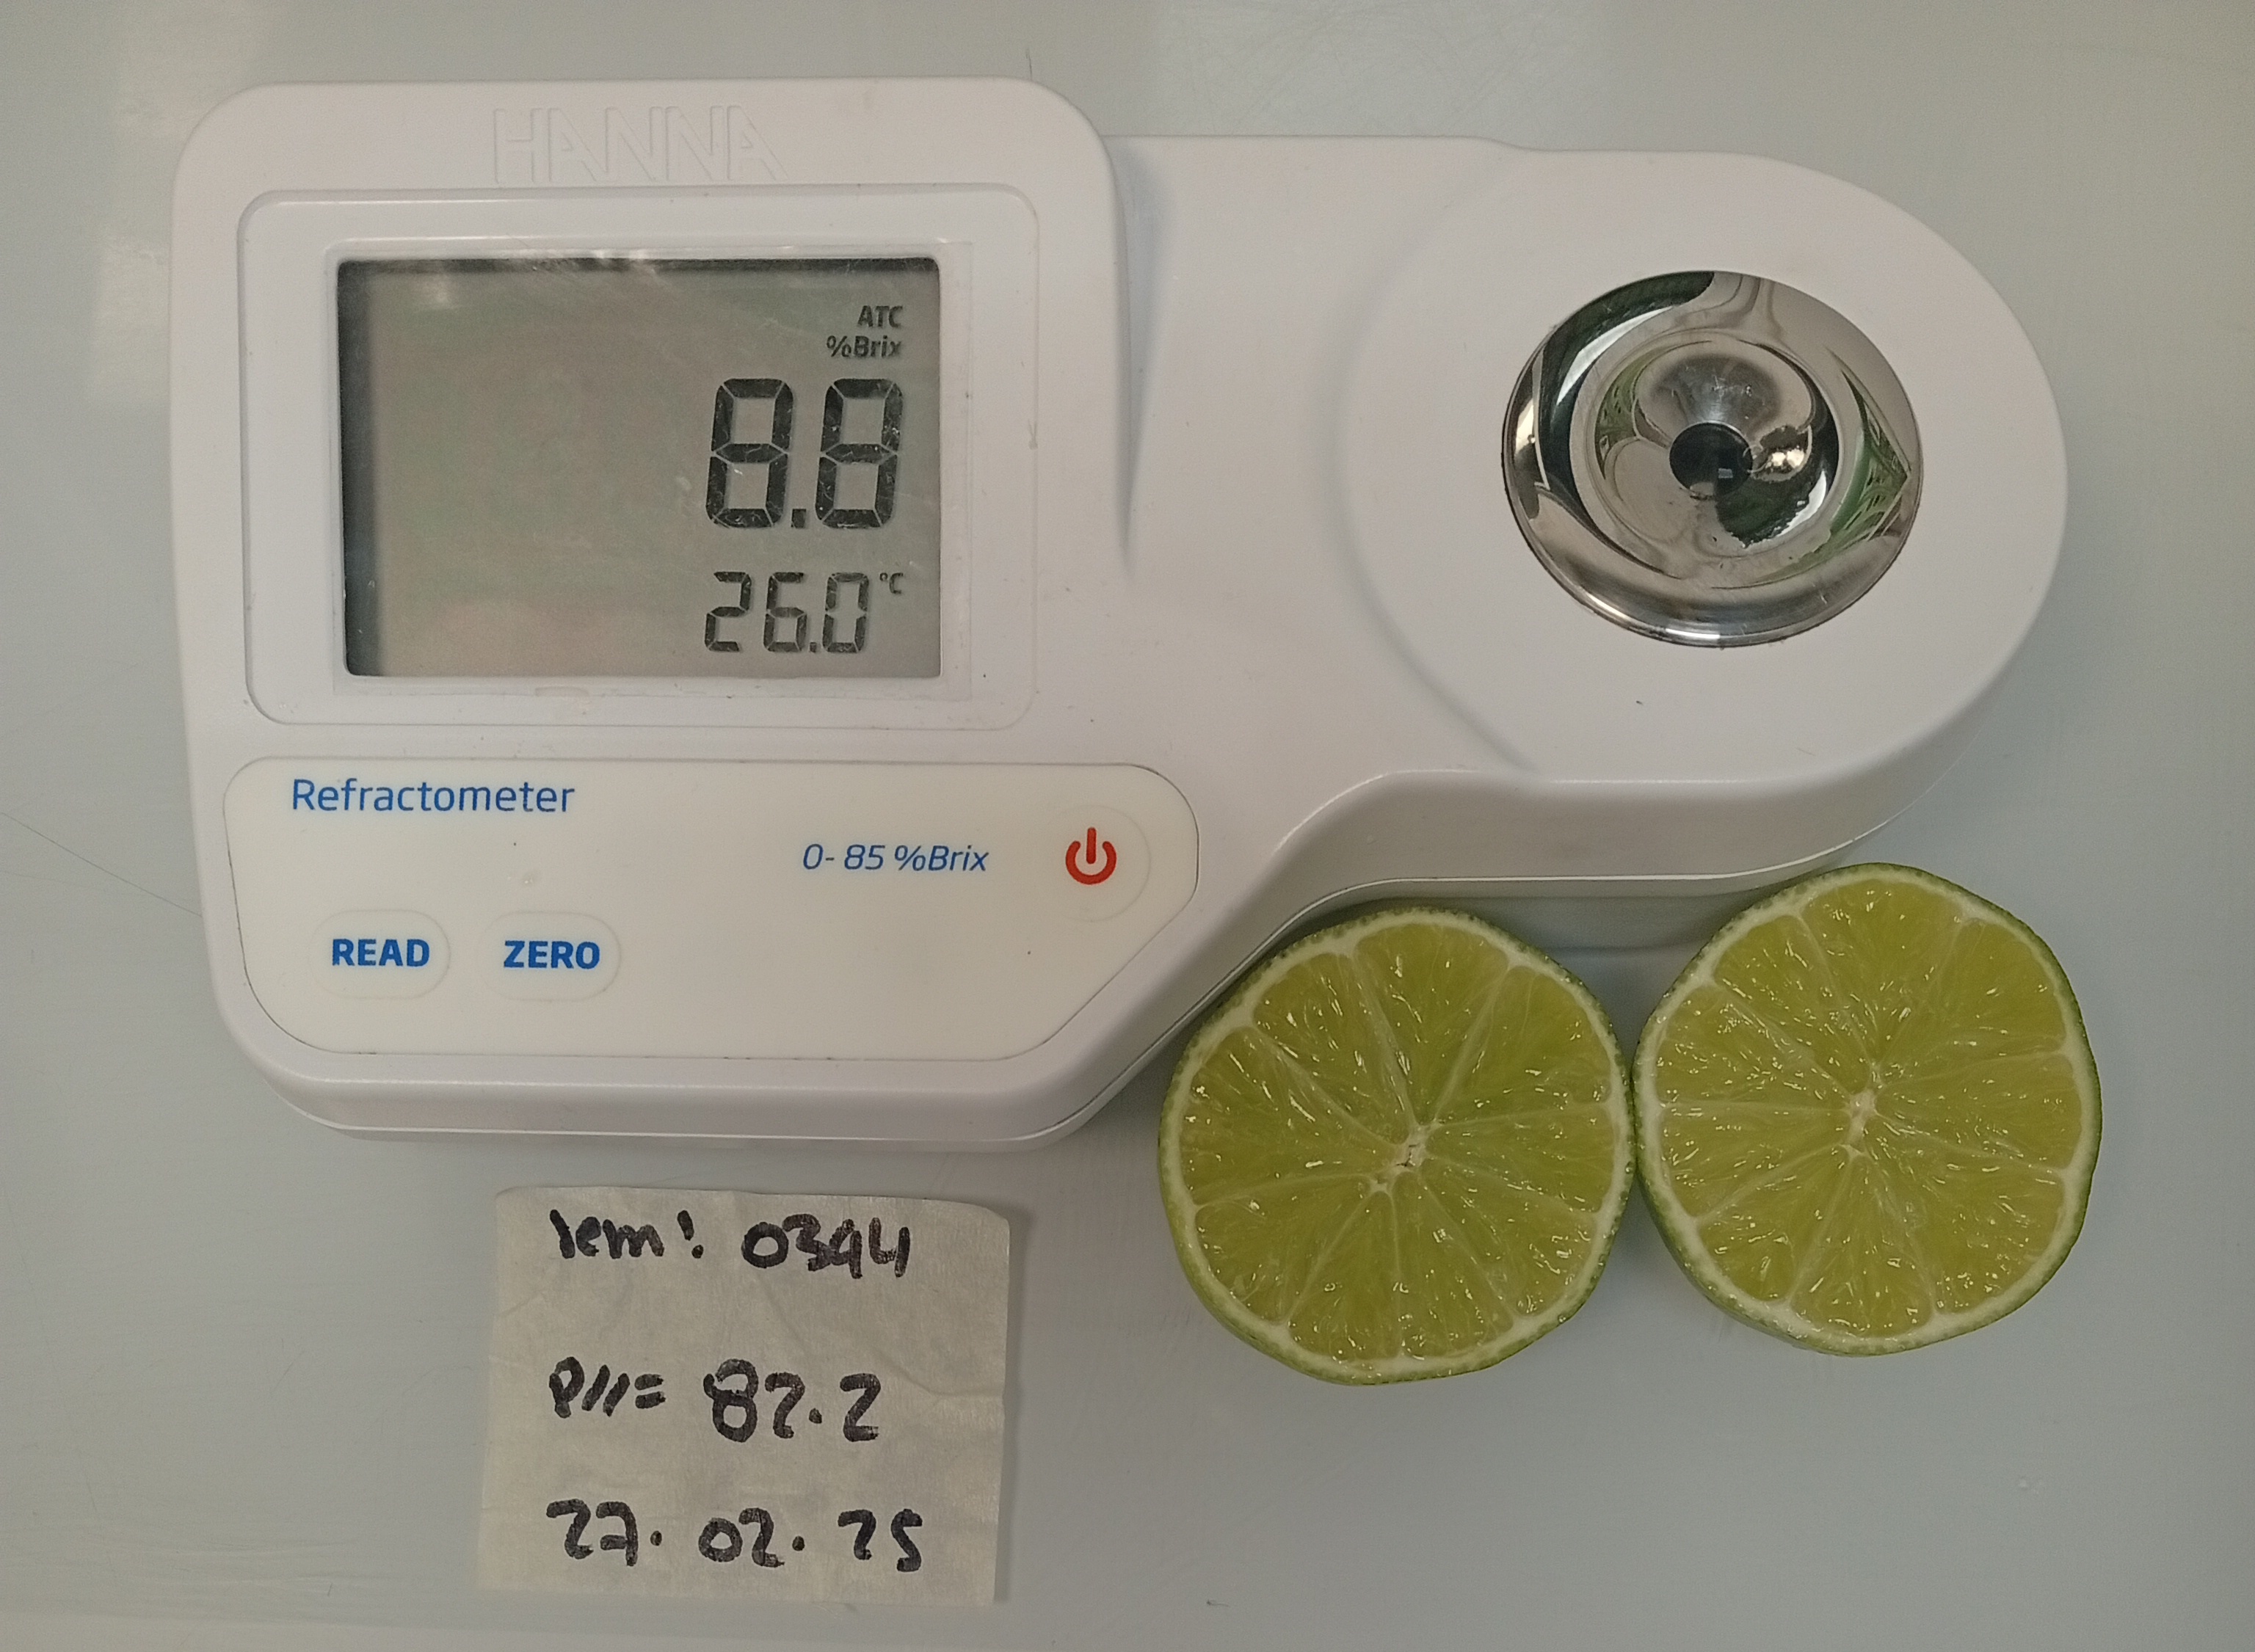 HANNA
ATC
%Brix
8.8
26.0 °C
Refractometer
0- 85 %Brix
READ ZERO
lem: 0394
P///= 82.2
27. 02. 25